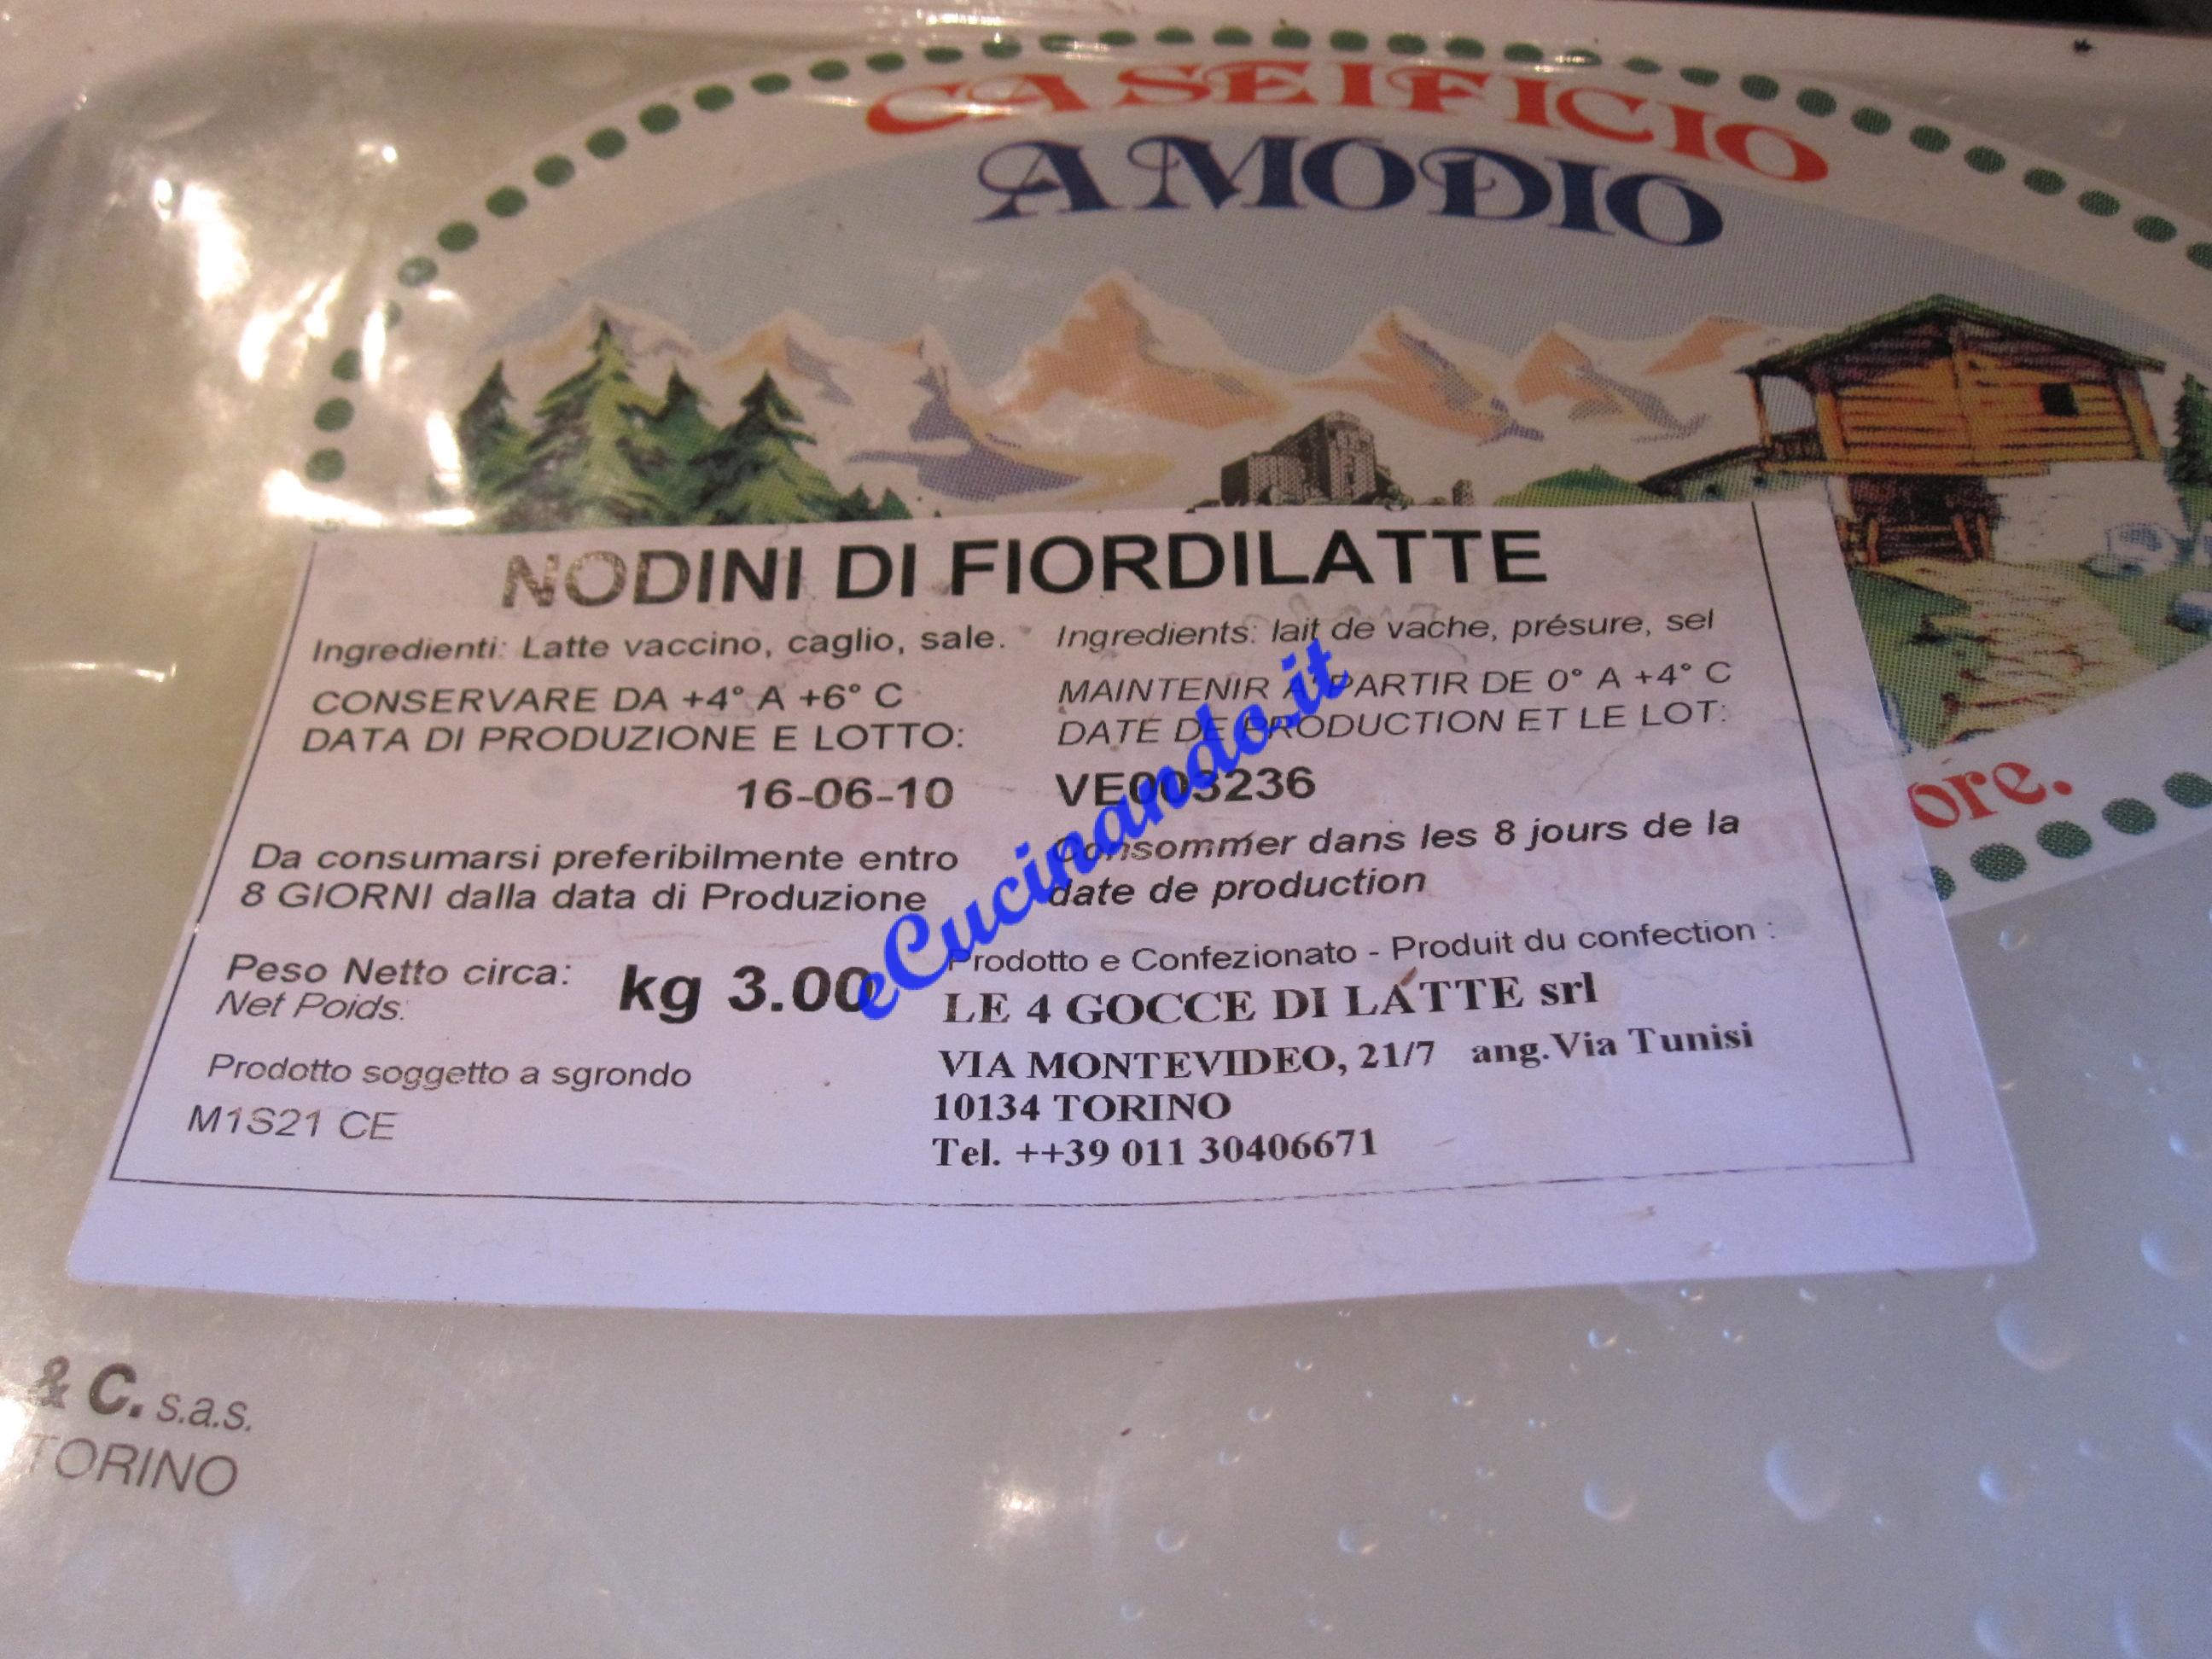 CASEIFICIO
AMODIO
NODINI DI FIORDILATTE
Ingredienti: Latte vaccino, caglio, sale.
CONSERVARE DA +4° A +6° C
DATA DI PRODUZIONE E LOTTO:
16-06-10
Da consumarsi preferibilmente entro
8 GIORNI dalla data di Produzione
Peso Netto circa:
Net Poids:
kg 3.00
Prodotto soggetto a sgrondo
M1S21 CE
Ingredients: lait de vache, présure, sel
MAINTENIR A PARTIR DE 0° A +4° C
DATE DE PRODUCTION ET LE LOT:
VE003236
Consommer dans les 8 jours de la
date de production
Prodotto e Confezionato - Produit du confection :
LE 4 GOCCE DI LATTE srl
VIA MONTEVIDEO, 21/7 ang.Via Tunisi
10134 TORINO
Tel. ++39 011 30406671
ore.
& C. s.a.s.
TORINO
eCucinando.it